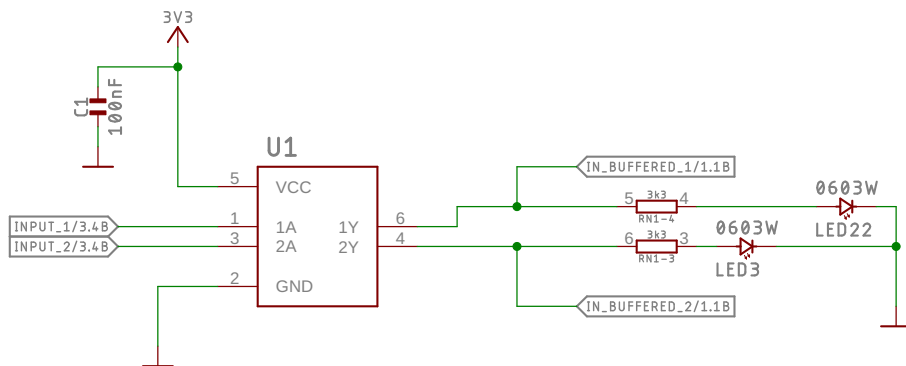 3V3
C1
100nF
U1
5
VCC
IN_BUFFERED_1/1.1B
0603W
INPUT_1/3.4B
1
1A
1Y
6
5
3k3
4
RN1-4
LED22
INPUT_2/3.4B
3
2A
2Y
4
6
3k3
3
RN1-3
0603W
LED3
2
GND
IN_BUFFERED_2/1.1B